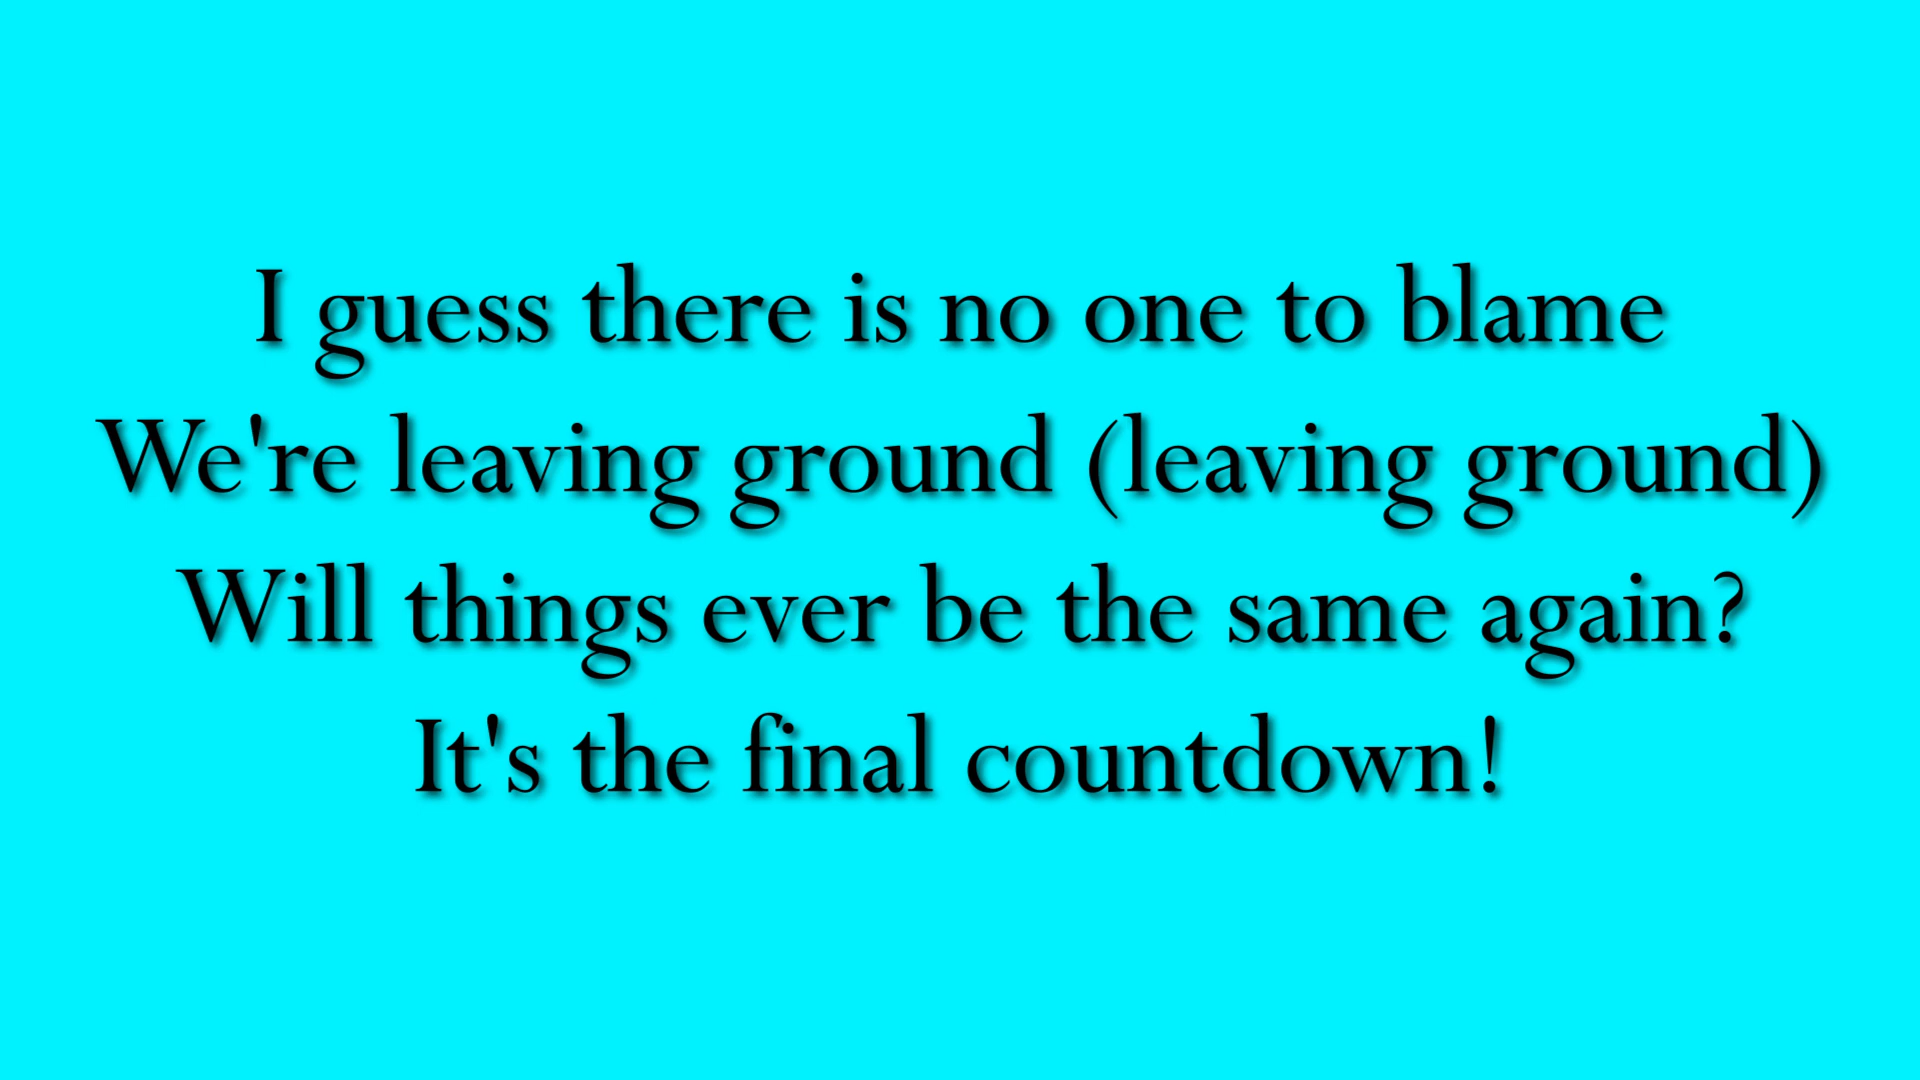 I guess there is no one to blame
We're leaving ground (leaving ground)
Will things ever be the same again?
It's the final countdown!